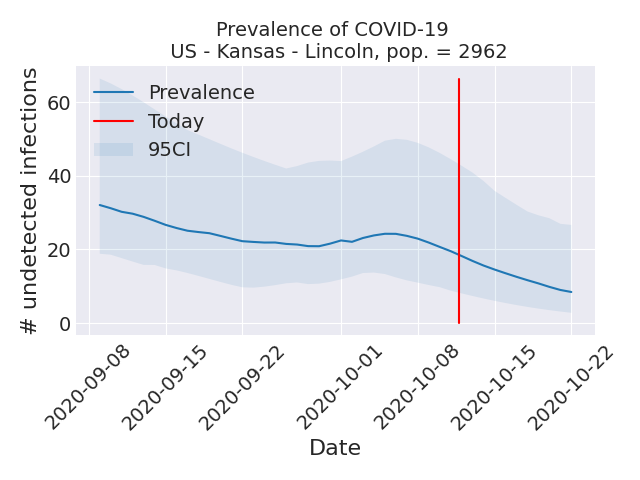 Prevalence of COVID-19
US - Kansas - Lincoln, pop. = 2962
# undetected infections
60
40
20
0
Prevalence
Today
95CI
2020-09-08
2020-09-15
2020-09-22
2020-10-01
2020-10-08
2020-10-15
2020-10-22
Date